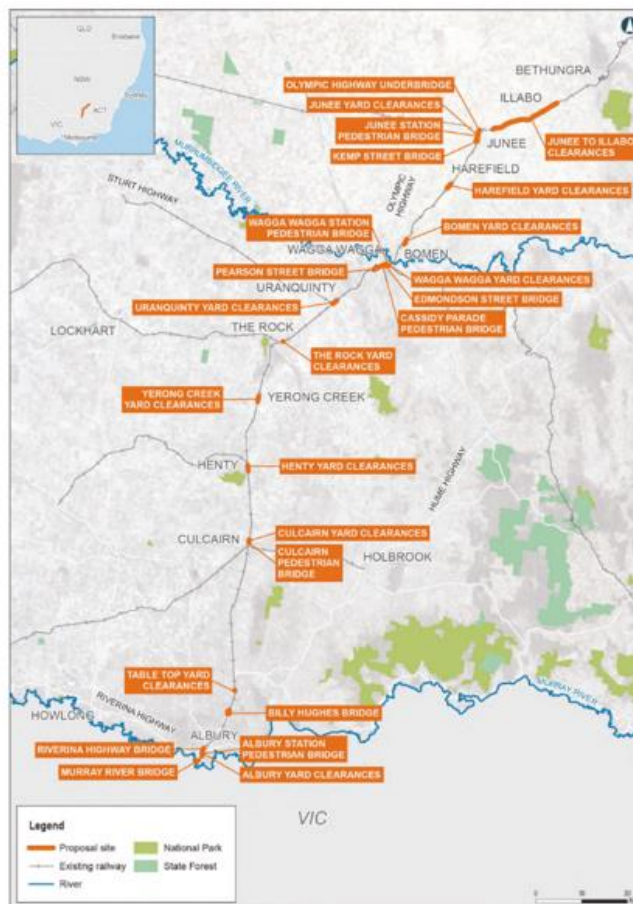 QLD
Brisbane
NSW
Sydney
ACT
VIC
Melbourne
BETHUNGRA
OLYMPIC HIGHWAY UNDERBRIDGE
ILLABO
JUNEE YARD CLEARANCES
JUNEE STATION
PEDESTRIAN BRIDGE
JUNEE
JUNEE TO ILLABO
CLEARANCES
KEMP STREET BRIDGE
MURRUMBIDGEE RIVER
STURT HIGHWAY
HAREFIELD
HAREFIELD YARD CLEARANCES
OLYMPIC
HIGHWAY
WAGGA WAGGA STATION
PEDESTRIAN BRIDGE
BOMEN YARD CLEARANCES
WAGGA WAGGA
BOMEN
PEARSON STREET BRIDGE
WAGGA WAGGA YARD CLEARANCES
URANQUINTY
EDMONDSON STREET BRIDGE
URANQUINTY YARD CLEARANCES
CASSIDY PARADE
PEDESTRIAN BRIDGE
LOCKHART
THE ROCK
THE ROCK YARD
CLEARANCES
YERONG CREEK
YARD CLEARANCES
YERONG CREEK
HENTY
HENTY YARD CLEARANCES
HUME HIGHWAY
CULCAIRN YARD CLEARANCES
CULCAIRN
CULCAIRN
PEDESTRIAN
BRIDGE
HOLBROOK
TABLE TOP YARD
CLEARANCES
MURRAY RIVER
RIVERINA HIGHWAY
HOWLONG
BILLY HUGHES BRIDGE
ALBURY
RIVERINA HIGHWAY BRIDGE
ALBURY STATION
PEDESTRIAN BRIDGE
MURRAY RIVER BRIDGE
ALBURY YARD CLEARANCES
VIC
Legend
Proposal site
National Park
Existing railway
State Forest
River
0